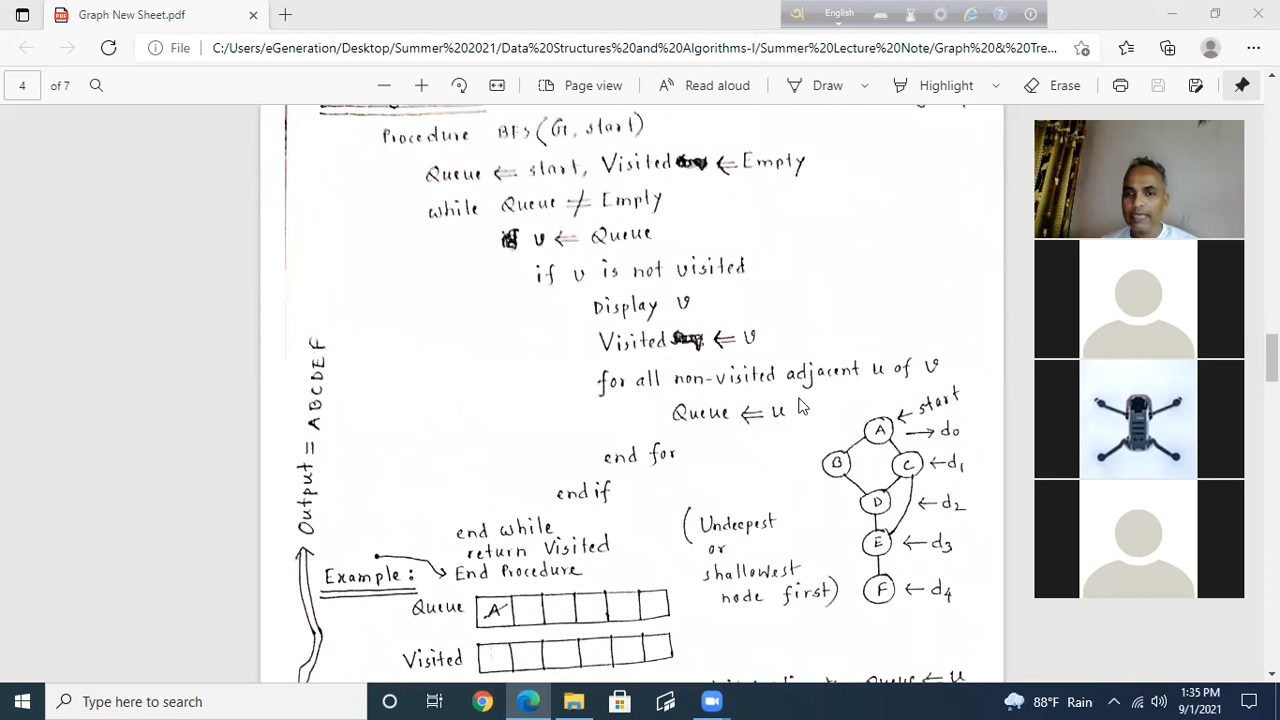 Graph New Sheet.pdf
English
File
C:/Users/eGeneration/Desktop/Summer%202021/Data%20Structures%20and%20Algorithms-I/Summer%20Lecture%20Note/Graph%20&%20Tre...
4 of 7
Page view
Read aloud
Draw
Highlight
Erase
Procedure BFS(G, start)
Queue ⇐ start, Visited ⇐ Empty
while Queue ≠ Empty
v ⇐ Queue
if v is not visited
Display v
Visited ⇐ v
for all non-visited adjacent u of v
Queue ⇐ u
end for
end if
end while
return Visited
End Procedure
Output = ABCDEF
(Undeepest
or
shallowest
node first)
A ← start
→ d0
B C ← d1
D ← d2
E ← d3
F ← d4
Example:
Queue A
Visited
Queue ⇐ u
Type here to search
88°F Rain
1:35 PM
9/1/2021